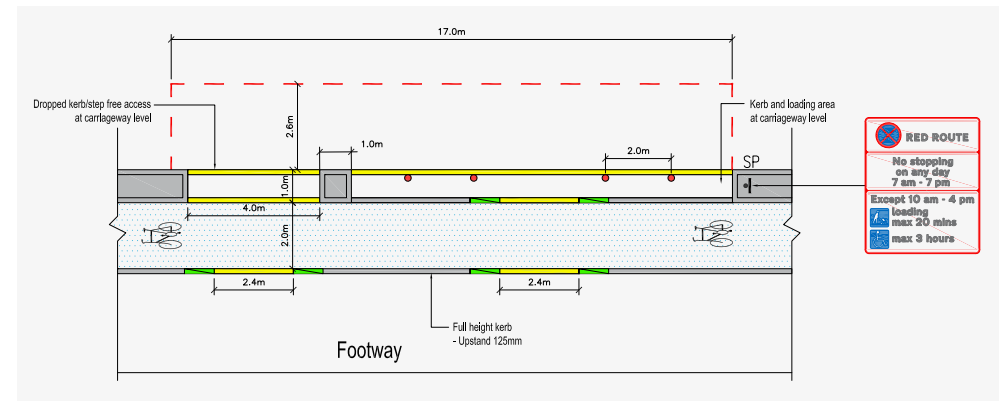 17.0m
Dropped kerb/step free access
at carriageway level
2.6m
Kerb and loading area
at carriageway level
1.0m
2.0m
SP
RED ROUTE
No stopping
on any day
7 am - 7 pm
Except 10 am - 4 pm
loading
max 20 mins
max 3 hours
1.0m
4.0m
2.0m
2.4m
2.4m
Full height kerb
- Upstand 125mm
Footway